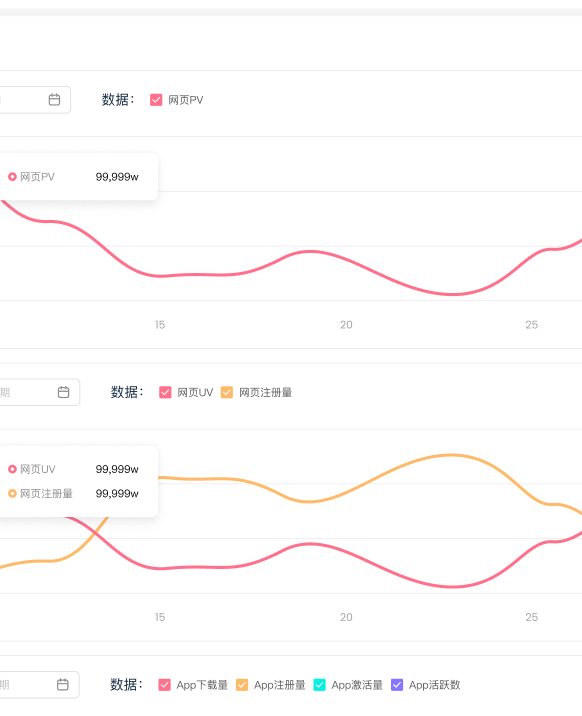 数据： 网页PV
网页PV 99,999w
15 20 25
期 数据： 网页UV 网页注册量
网页UV 99,999w
网页注册量 99,999w
15 20 25
期 数据： App下载量 App注册量 App激活量 App活跃数